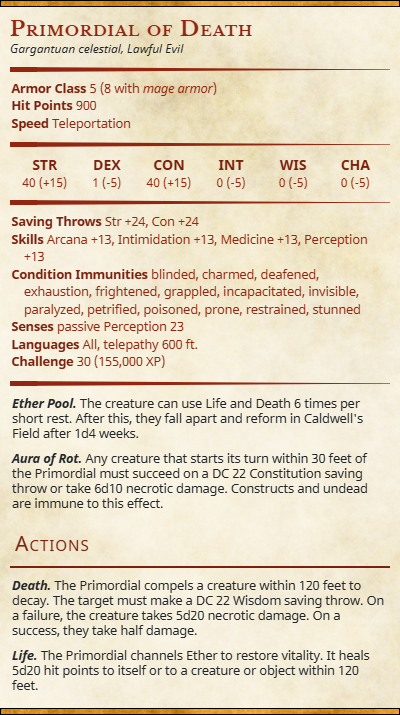 Primordial of Death
Gargantuan celestial, Lawful Evil
Armor Class 5 (8 with mage armor)
Hit Points 900
Speed Teleportation
STR DEX CON INT WIS CHA
40 (+15) 1 (-5) 40 (+15) 0 (-5) 0 (-5) 0 (-5)
Saving Throws Str +24, Con +24
Skills Arcana +13, Intimidation +13, Medicine +13, Perception
+13
Condition Immunities blinded, charmed, deafened,
exhaustion, frightened, grappled, incapacitated, invisible,
paralyzed, petrified, poisoned, prone, restrained, stunned
Senses passive Perception 23
Languages All, telepathy 600 ft.
Challenge 30 (155,000 XP)
Ether Pool. The creature can use Life and Death 6 times per
short rest. After this, they fall apart and reform in Caldwell's
Field after 1d4 weeks.
Aura of Rot. Any creature that starts its turn within 30 feet of
the Primordial must succeed on a DC 22 Constitution saving
throw or take 6d10 necrotic damage. Constructs and undead
are immune to this effect.
Actions
Death. The Primordial compels a creature within 120 feet to
decay. The target must make a DC 22 Wisdom saving throw. On
a failure, the creature takes 5d20 necrotic damage. On a
success, they take half damage.
Life. The Primordial channels Ether to restore vitality. It heals
5d20 hit points to itself or to a creature or object within 120
feet.